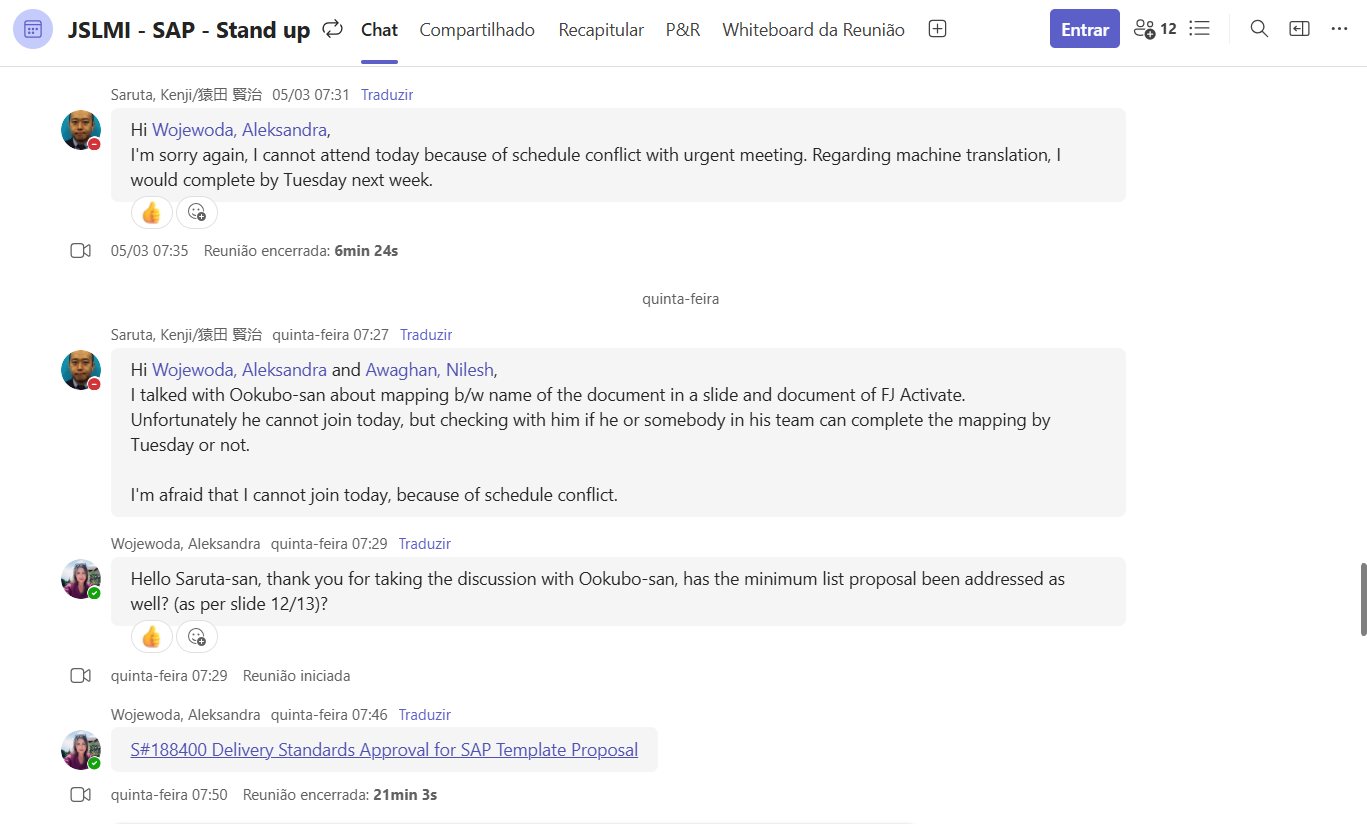 JSLMI - SAP - Stand up Chat Compartilhado Recapitular P&R Whiteboard da Reunião Entrar 12
Saruta, Kenji/猿田 賢治 05/03 07:31 Traduzir
Hi Wojewoda, Aleksandra,
I'm sorry again, I cannot attend today because of schedule conflict with urgent meeting. Regarding machine translation, I
would complete by Tuesday next week.
05/03 07:35 Reunião encerrada: 6min 24s
quinta-feira
Saruta, Kenji/猿田 賢治 quinta-feira 07:27 Traduzir
Hi Wojewoda, Aleksandra and Awaghan, Nilesh,
I talked with Ookubo-san about mapping b/w name of the document in a slide and document of FJ Activate.
Unfortunately he cannot join today, but checking with him if he or somebody in his team can complete the mapping by
Tuesday or not.
I'm afraid that I cannot join today, because of schedule conflict.
Wojewoda, Aleksandra quinta-feira 07:29 Traduzir
Hello Saruta-san, thank you for taking the discussion with Ookubo-san, has the minimum list proposal been addressed as
well? (as per slide 12/13)?
quinta-feira 07:29 Reunião iniciada
Wojewoda, Aleksandra quinta-feira 07:46 Traduzir
S#188400 Delivery Standards Approval for SAP Template Proposal
quinta-feira 07:50 Reunião encerrada: 21min 3s